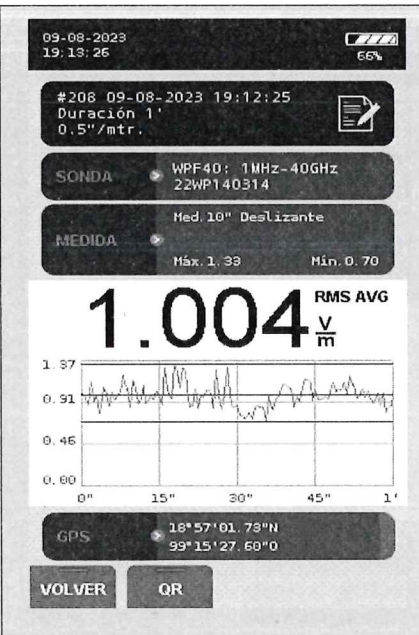 09-08-2023
19:13:26
66%
#208 09-08-2023 19:12:25
Duración 1'
0.5"/mtr.
SONDA
WPF40: 1MHz-40GHz
22WP140314
MEDIDA
Med.10" Deslizante
Máx.1.33 Mín.0.70
1.004 RMS AVG
V/m
1.37
0.91
0.46
0.00
0" 15" 30" 45" 1'
GPS
18°57'01.73"N
99°15'27.60"O
VOLVER QR